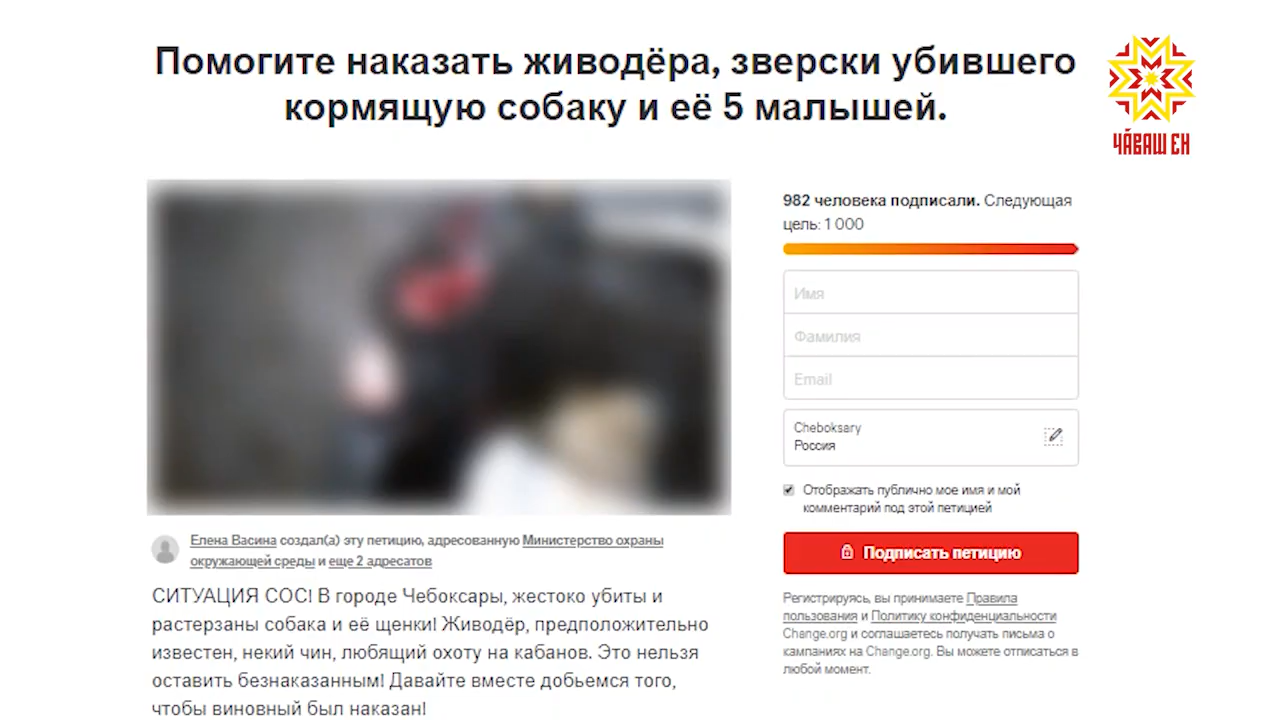 Помогите наказать живодёра, зверски убившего
кормящую собаку и её 5 малышей.
ЧӐВАШ ЕН
982 человека подписали. Следующая
цель: 1 000
Имя
Фамилия
Email
Cheboksary
Россия
Отображать публично мое имя и мой
комментарий под этой петицией
Подписать петицию
Регистрируясь, вы принимаете Правила
пользования и Политику конфиденциальности
Change.org и соглашаетесь получать письма о
кампаниях на Change.org. Вы можете отписаться в
любой момент.
Елена Васина создал(а) эту петицию, адресованную Министерство охраны
окружающей среды и еще 2 адресатов
СИТУАЦИЯ СОС! В городе Чебоксары, жестоко убиты и
растерзаны собака и её щенки! Живодёр, предположительно
известен, некий чин, любящий охоту на кабанов. Это нельзя
оставить безнаказанным! Давайте вместе добьемся того,
чтобы виновный был наказан!